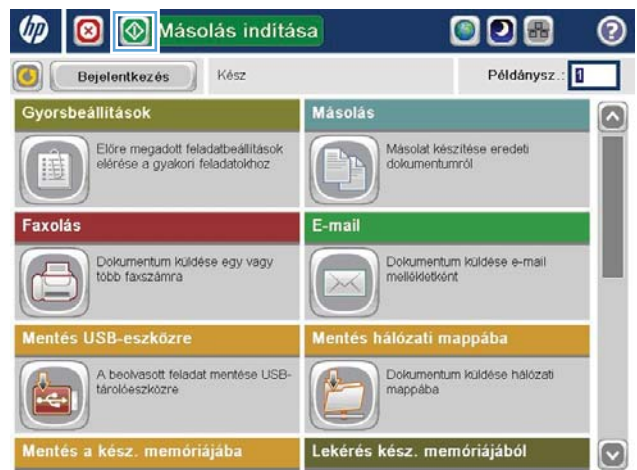 hp
Másolás indítása
?
Bejelentkezés
Kész
Példánysz.:
1
Gyorsbeállítások
Másolás
Előre megadott feladatbeállítások
elérése a gyakori feladatokhoz
Másolat készítése eredeti
dokumentumról
Faxolás
E-mail
Dokumentum küldése egy vagy
több faxszámra
Dokumentum küldése e-mail
mellékletként
Mentés USB-eszközre
Mentés hálózati mappába
A beolvasott feladat mentése USB-
tárolóeszközre
Dokumentum küldése hálózati
mappába
Mentés a kész. memóriájába
Lekérés kész. memóriájából